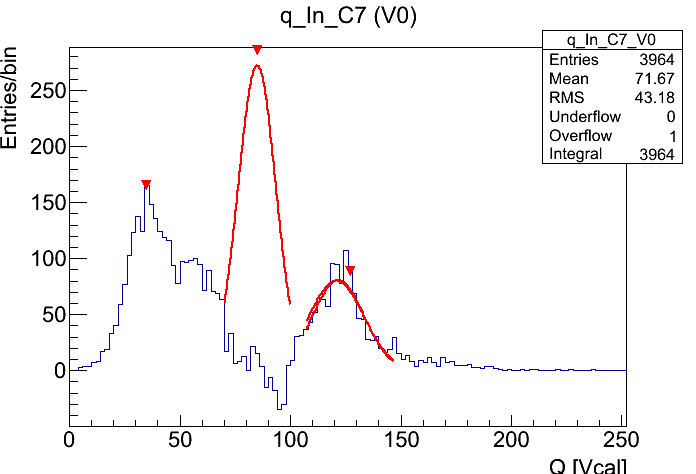 q_In_C7 (V0)
q_In_C7_V0
Entries 3964
Mean 71.67
RMS 43.18
Underflow 0
Overflow 1
Integral 3964
Entries/bin
250
200
150
100
50
0
0 50 100 150 200 250
Q [Vcal]